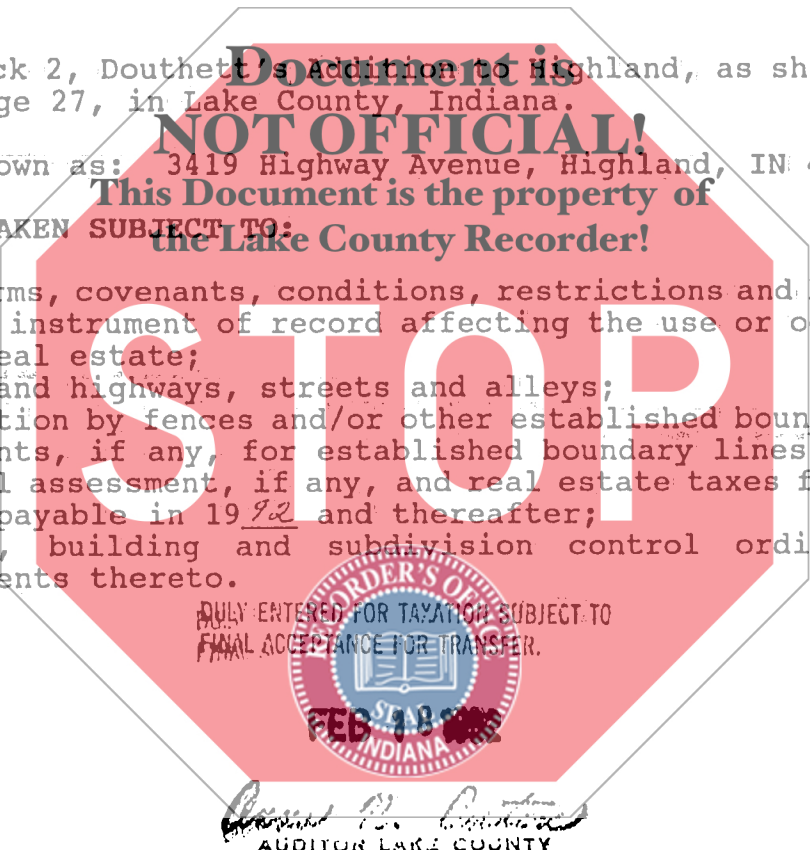 ck 2, Douthett's Addition to Highland, as sh
Document is
ge 27, in Lake County, Indiana.
NOT OFFICIAL!
own as: 3419 Highway Avenue, Highland, IN 4
This Document is the property of
AKEN SUBJECT TO:
the Lake County Recorder!
rms, covenants, conditions, restrictions and
instrument of record affecting the use or o
eal estate;
and highways, streets and alleys;
tion by fences and/or other established boun
nts, if any, for established boundary lines
l assessment, if any, and real estate taxes f
payable in 1992 and thereafter;
, building and subdivision control ordi
ents thereto.
STOP
DULY ENTERED FOR TAXATION SUBJECT TO
FINAL ACCEPTANCE FOR TRANSFER.
RECORDER'S OFFICE
SEAL
INDIANA
FEB 18
AUDITOR LAKE COUNTY